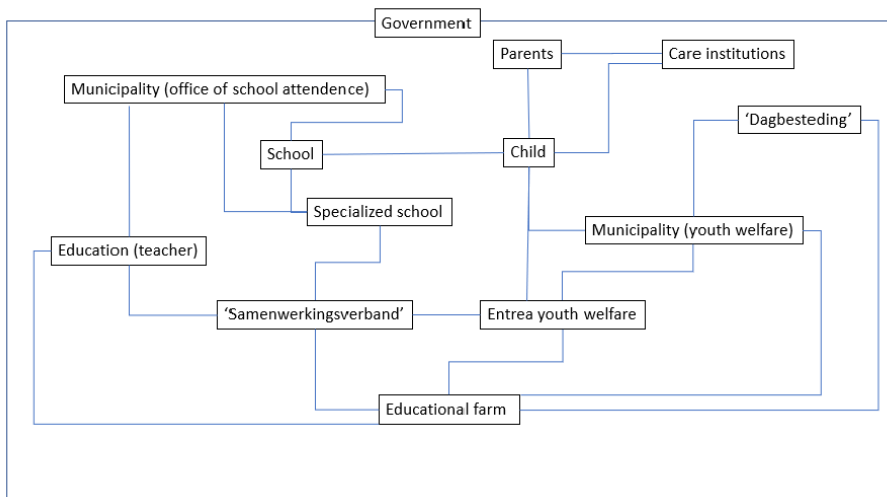 Government
Parents
Care institutions
Municipality (office of school attendence)
'Dagbesteding'
School
Child
Specialized school
Municipality (youth welfare)
Education (teacher)
'Samenwerkingsverband'
Entrea youth welfare
Educational farm